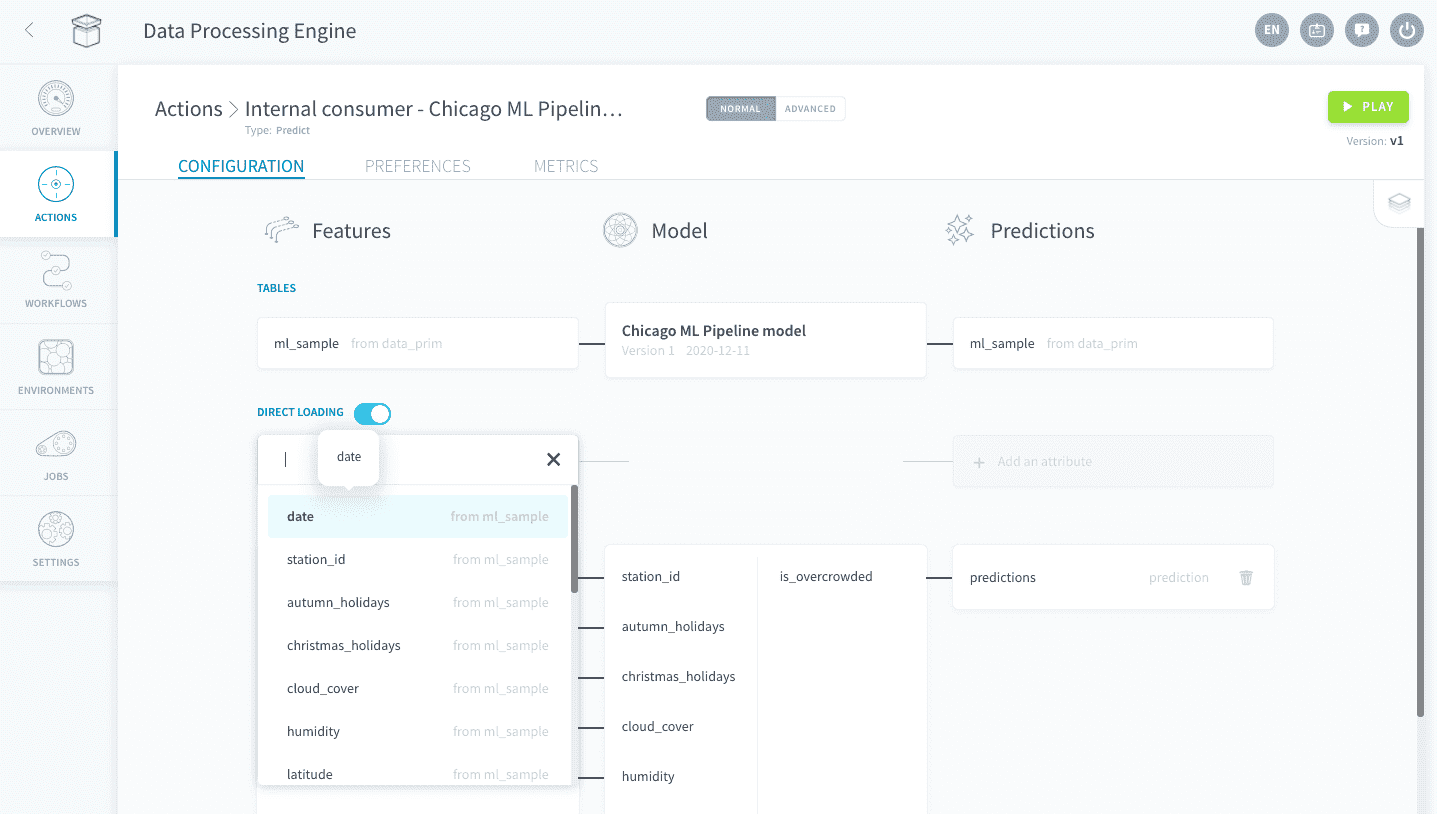 Data Processing Engine
EN
OVERVIEW
ACTIONS
WORKFLOWS
ENVIRONMENTS
JOBS
SETTINGS
Actions > Internal consumer - Chicago ML Pipelin…
Type: Predict
NORMAL ADVANCED
PLAY
Version: v1
CONFIGURATION PREFERENCES METRICS
Features Model Predictions
TABLES
ml_sample from data_prim
Chicago ML Pipeline model
Version 1 2020-12-11
ml_sample from data_prim
DIRECT LOADING
date
Add an attribute
date from ml_sample
station_id from ml_sample
autumn_holidays from ml_sample
christmas_holidays from ml_sample
cloud_cover from ml_sample
humidity from ml_sample
latitude from ml_sample
station_id
autumn_holidays
christmas_holidays
cloud_cover
humidity
is_overcrowded
predictions prediction